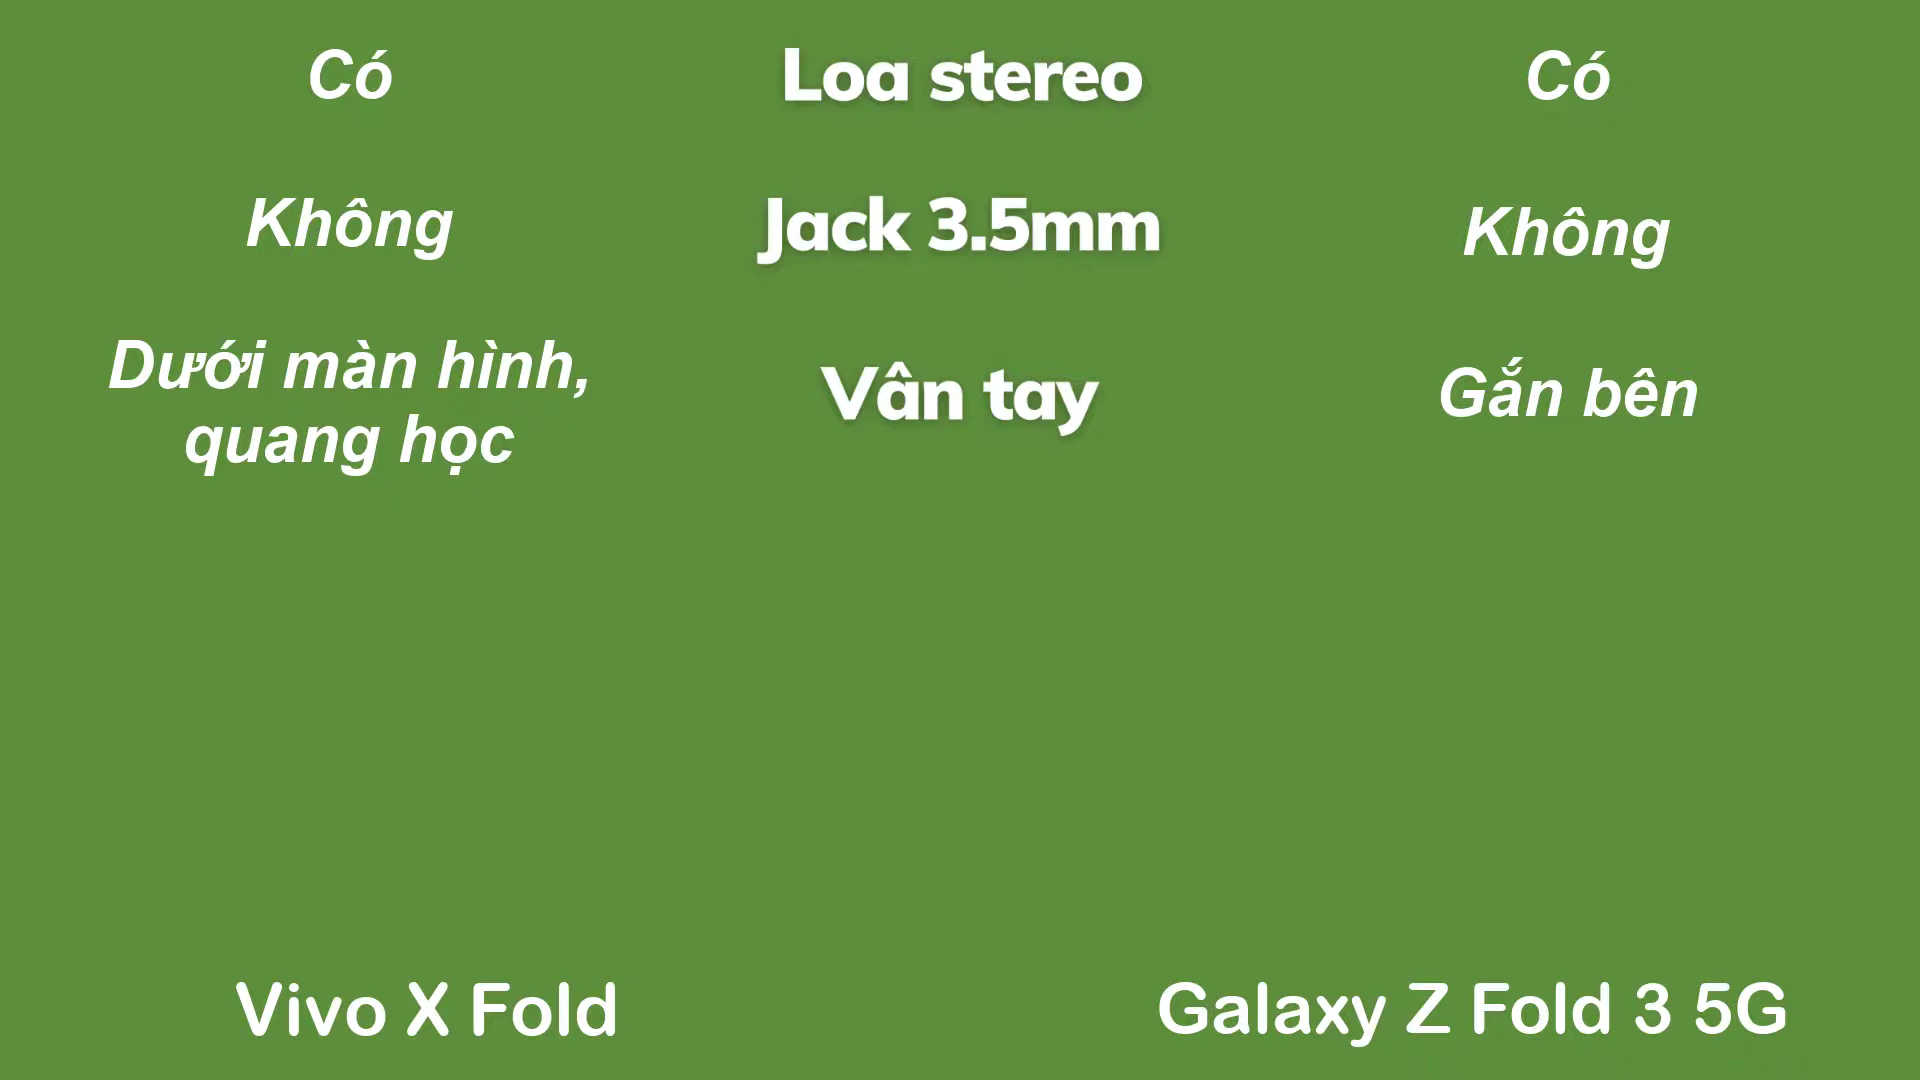 Có Loa stereo Có
Không Jack 3.5mm Không
Dưới màn hình,
quang học
Vân tay
Gắn bên
Vivo X Fold Galaxy Z Fold 3 5G